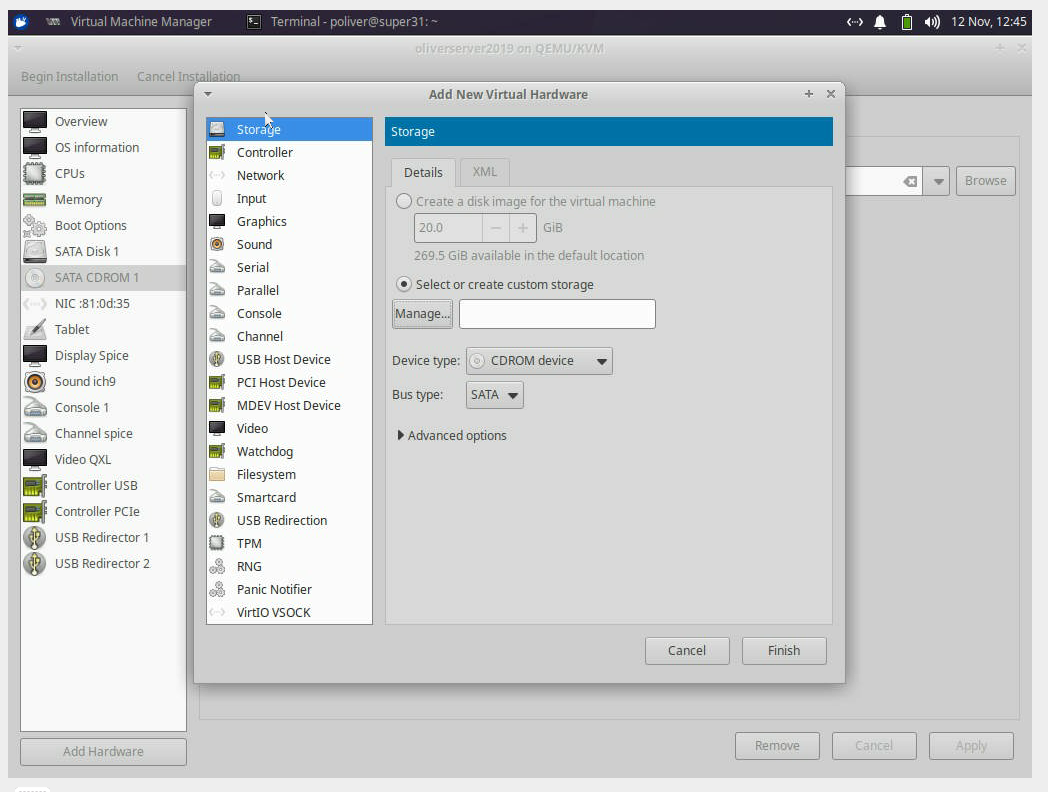 Virtual Machine Manager
Terminal - poliver@super31: ~
12 Nov, 12:45
oliverserver2019 on QEMU/KVM
Begin Installation
Cancel Installation
Overview
OS information
CPUs
Memory
Boot Options
SATA Disk 1
SATA CDROM 1
NIC :81:0d:35
Tablet
Display Spice
Sound ich9
Console 1
Channel spice
Video QXL
Controller USB
Controller PCIe
USB Redirector 1
USB Redirector 2
Add Hardware
Add New Virtual Hardware
Storage
Controller
Network
Input
Graphics
Sound
Serial
Parallel
Console
Channel
USB Host Device
PCI Host Device
MDEV Host Device
Video
Watchdog
Filesystem
Smartcard
USB Redirection
TPM
RNG
Panic Notifier
VirtIO VSOCK
Storage
Details
XML
Create a disk image for the virtual machine
20.0 − + GiB
269.5 GiB available in the default location
Select or create custom storage
Manage...
Device type: CDROM device
Bus type: SATA
Advanced options
Cancel
Finish
Browse
Remove
Cancel
Apply